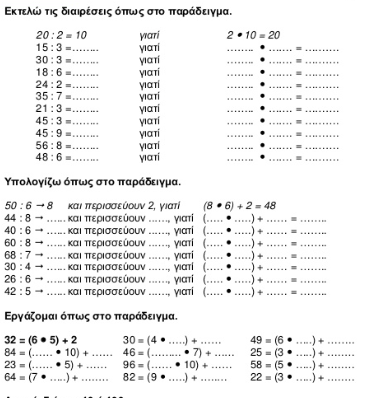 Εκτελώ τις διαιρέσεις όπως στο παράδειγμα.
20 : 2 = 10 γιατί 2 • 10 = 20
15 : 3 =…….. γιατί …….. • ……. = ……….
30 : 3 =…….. γιατί …….. • ……. = ……….
18 : 6 =…….. γιατί …….. • ……. = ……….
24 : 2 =…….. γιατί …….. • ……. = ……….
35 : 7 =…….. γιατί …….. • ……. = ……….
21 : 3 =…….. γιατί …….. • ……. = ……….
45 : 3 =…….. γιατί …….. • ……. = ……….
45 : 9 =…….. γιατί …….. • ……. = ……….
56 : 8 =…….. γιατί …….. • ……. = ……….
48 : 6 =…….. γιατί …….. • ……. = ……….
Υπολογίζω όπως στο παράδειγμα.
50 : 6 → 8 και περισσεύουν 2, γιατί (8 • 6) + 2 = 48
44 : 8 → …... και περισσεύουν ……, γιατί (….. • …..) + …… = ……..
40 : 6 → …... και περισσεύουν ……, γιατί (….. • …..) + …… = ……..
60 : 8 → …... και περισσεύουν ……, γιατί (….. • …..) + …… = ……..
68 : 7 → …... και περισσεύουν ……, γιατί (….. • …..) + …… = ……..
30 : 4 → …... και περισσεύουν ……, γιατί (….. • …..) + …… = ……..
26 : 6 → …... και περισσεύουν ……, γιατί (….. • …..) + …… = ……..
42 : 5 → …... και περισσεύουν ……, γιατί (….. • …..) + …… = ……..
Εργάζομαι όπως στο παράδειγμα.
32 = (6 • 5) + 2 30 = (4 • …..) + …… 49 = (6 • …..) + ……..
84 = (…… • 10) + …… 46 = (……... • 7) + …… 25 = (3 • …..) + ……..
23 = (…… • 5) + …… 96 = (…… • 10) + …… 58 = (5 • …..) + ……..
64 = (7 • …..) + …….. 82 = (9 • …..) + …….. 22 = (3 • …..) + ……..